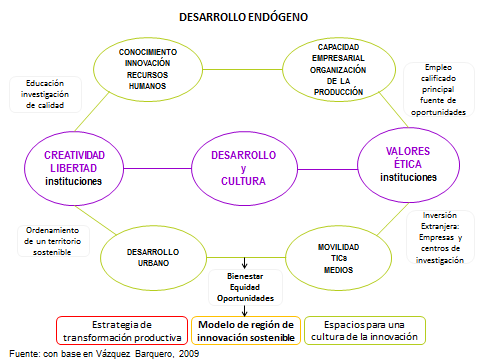 DESARROLLO ENDÓGENO
CONOCIMIENTO
INNOVACIÓN
RECURSOS
HUMANOS
CAPACIDAD
EMPRESARIAL
ORGANIZACIÓN
DE LA
PRODUCCIÓN
Educación
investigación
de calidad
Empleo
calificado
principal
fuente de
oportunidades
CREATIVIDAD
LIBERTAD
instituciones
DESARROLLO
y
CULTURA
VALORES
ÉTICA
instituciones
Ordenamiento
de un territorio
sostenible
DESARROLLO
URBANO
MOVILIDAD
TICs
MEDIOS
Inversión
Extranjera:
Empresas y
centros de
investigación
Bienestar
Equidad
Oportunidades
Estrategia de
transformación productiva
Modelo de región de
innovación sostenible
Espacios para una
cultura de la innovación
Fuente: con base en Vázquez Barquero, 2009